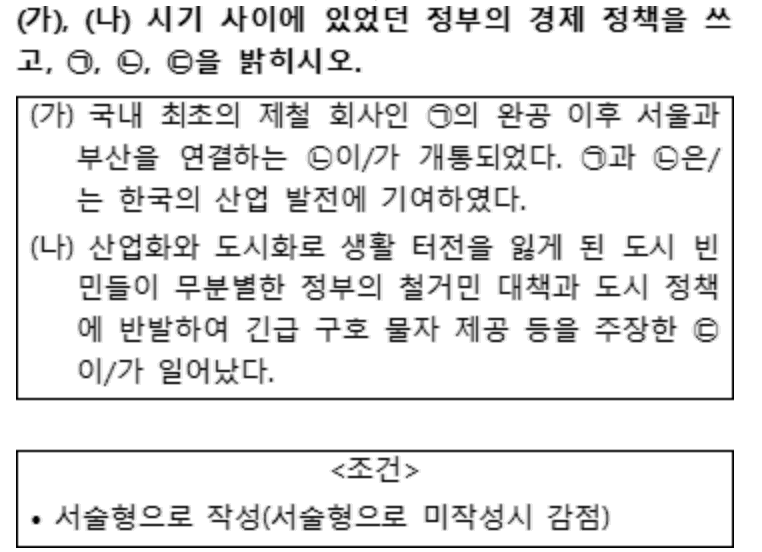 (가), (나) 시기 사이에 있었던 정부의 경제 정책을 쓰
고, ㉠, ㉡, ㉢을 밝히시오.
(가) 국내 최초의 제철 회사인 ㉠의 완공 이후 서울과
부산을 연결하는 ㉡이/가 개통되었다. ㉠과 ㉡은/
는 한국의 산업 발전에 기여하였다.
(나) 산업화와 도시화로 생활 터전을 잃게 된 도시 빈
민들이 무분별한 정부의 철거민 대책과 도시 정책
에 반발하여 긴급 구호 물자 제공 등을 주장한 ㉢
이/가 일어났다.
<조건>
• 서술형으로 작성(서술형으로 미작성시 감점)